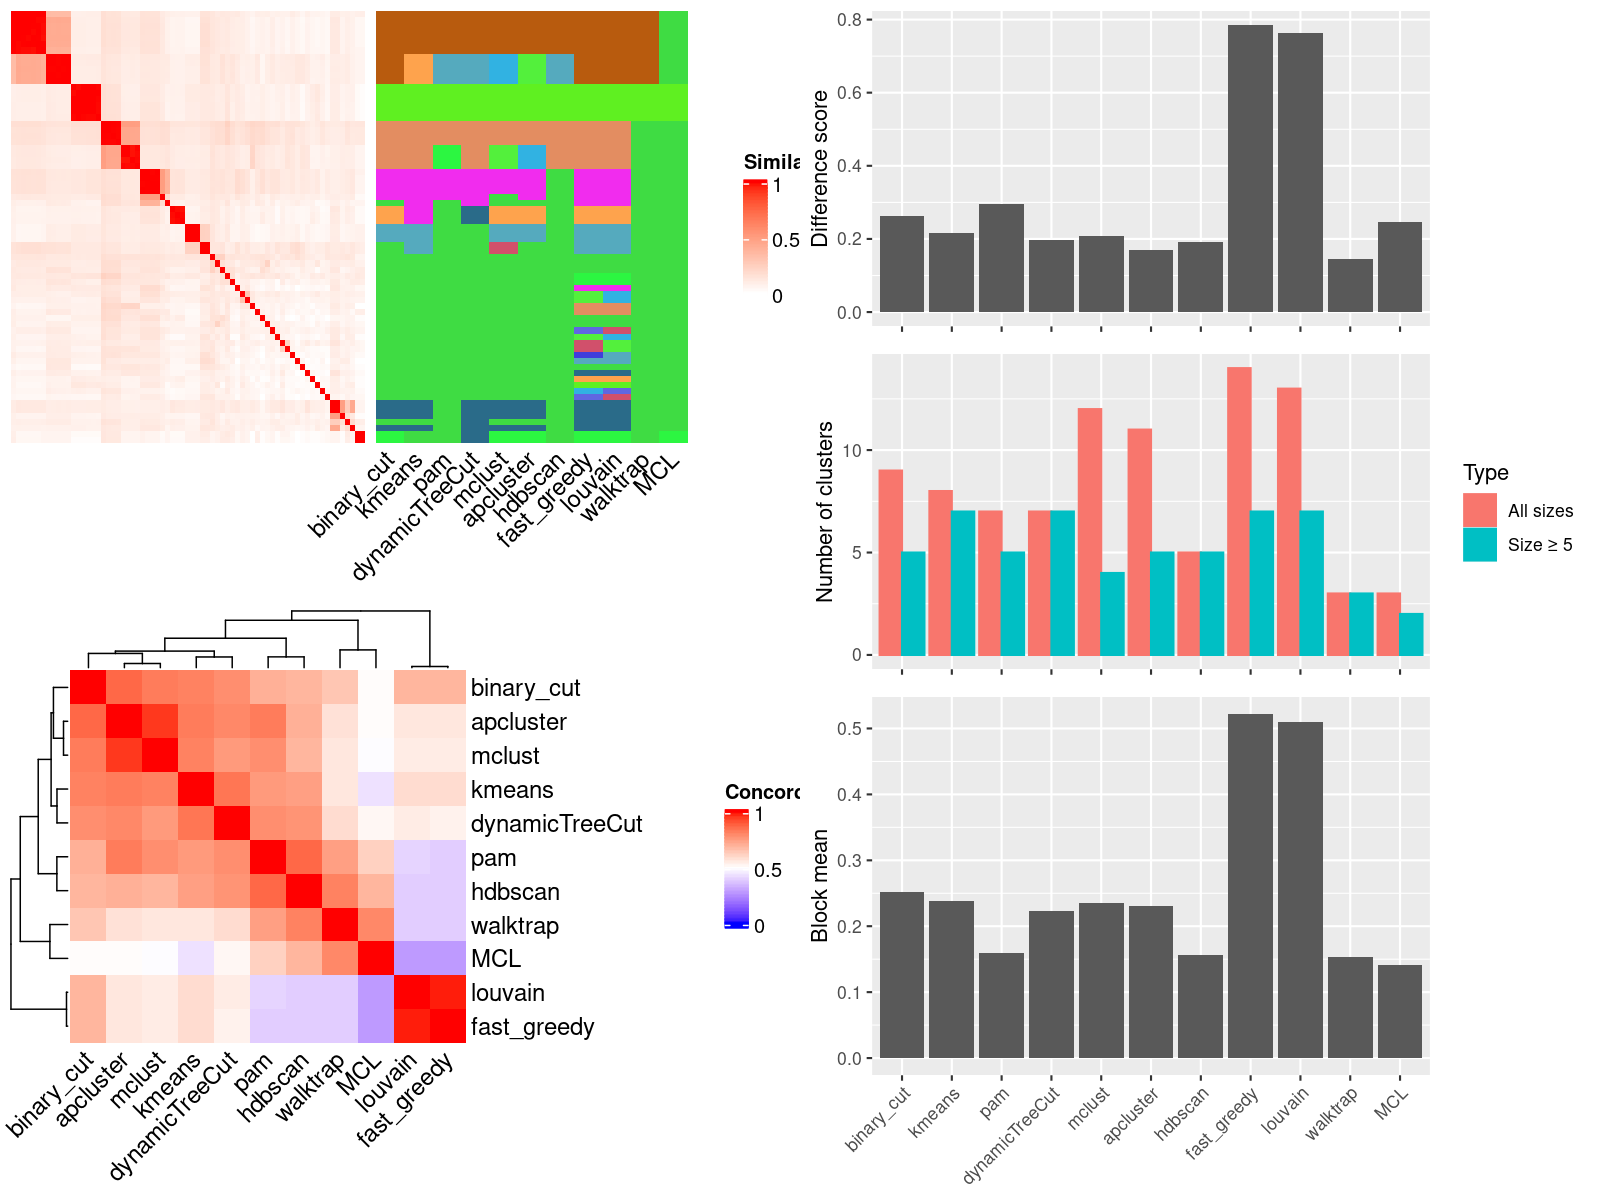 Simila
1
0.5
0
binary_cut
kmeans
pam
dynamicTreeCut
mclust
apcluster
hdbscan
fast_greedy
louvain
walktrap
MCL
binary_cut
apcluster
mclust
kmeans
dynamicTreeCut
pam
hdbscan
walktrap
MCL
louvain
fast_greedy
Concord
1
0.5
0
binary_cut
apcluster
mclust
kmeans
dynamicTreeCut
pam
hdbscan
walktrap
MCL
louvain
fast_greedy
Difference score
0.8
0.6
0.4
0.2
0.0
Number of clusters
10
5
0
Type
All sizes
Size ≥ 5
Block mean
0.5
0.4
0.3
0.2
0.1
0.0
binary_cut
kmeans
pam
dynamicTreeCut
mclust
apcluster
hdbscan
fast_greedy
louvain
walktrap
MCL